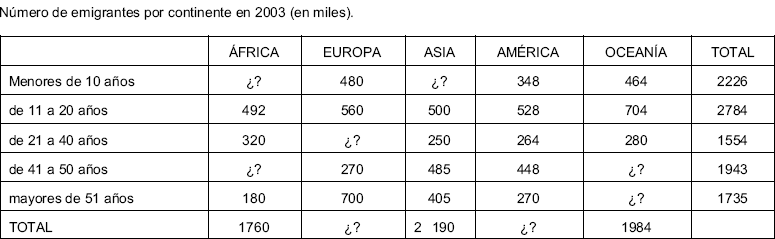 Número de emigrantes por continente en 2003 (en miles).
ÁFRICA EUROPA ASIA AMÉRICA OCEANÍA TOTAL
Menores de 10 años ¿? 480 ¿? 348 464 2226
de 11 a 20 años 492 560 500 528 704 2784
de 21 a 40 años 320 ¿? 250 264 280 1554
de 41 a 50 años ¿? 270 485 448 ¿? 1943
mayores de 51 años 180 700 405 270 ¿? 1735
TOTAL 1760 ¿? 2 190 ¿? 1984